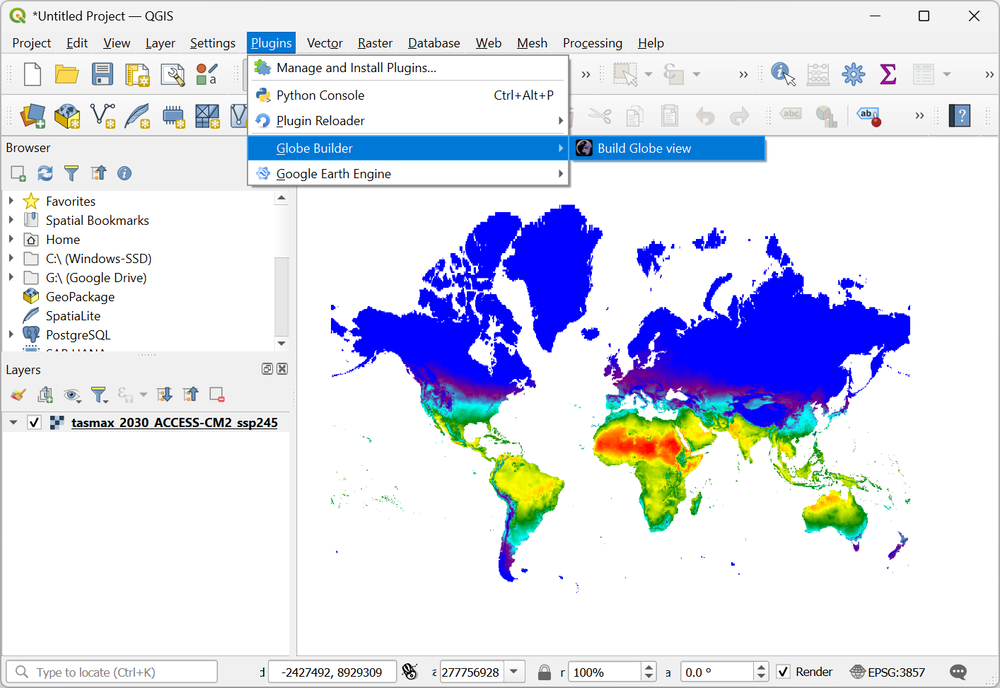 *Untitled Project — QGIS
Project Edit View Layer Settings Plugins Vector Raster Database Web Mesh Processing Help
Manage and Install Plugins...
Python Console Ctrl+Alt+P
Plugin Reloader
Globe Builder
Build Globe view
Google Earth Engine
abc
ab
Browser
Favorites
Spatial Bookmarks
Home
C:\ (Windows-SSD)
G:\ (Google Drive)
GeoPackage
SpatiaLite
PostgreSQL
Layers
tasmax_2030_ACCESS-CM2_ssp245
Type to locate (Ctrl+K) d -2427492, 8929309 a 277756928 r 100% a 0.0 ° Render EPSG:3857